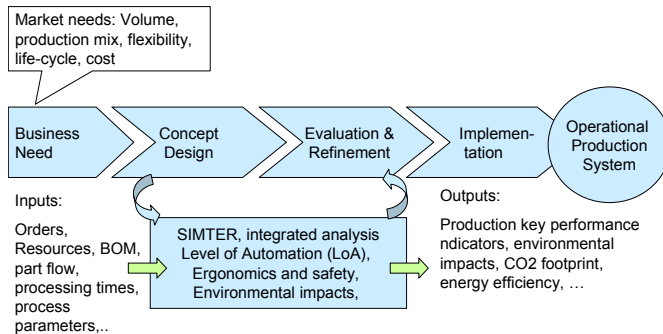 Market needs: Volume,
production mix, flexibility,
life-cycle, cost
Business
Need
Concept
Design
Evaluation &
Refinement
Implemen-
tation
Operational
Production
System
Inputs:
Orders,
Resources, BOM,
part flow,
processing times,
process
parameters,..
SIMTER, integrated analysis
Level of Automation (LoA),
Ergonomics and safety,
Environmental impacts,
Outputs:
Production key performance
ndicators, environmental
impacts, CO2 footprint,
energy efficiency, …